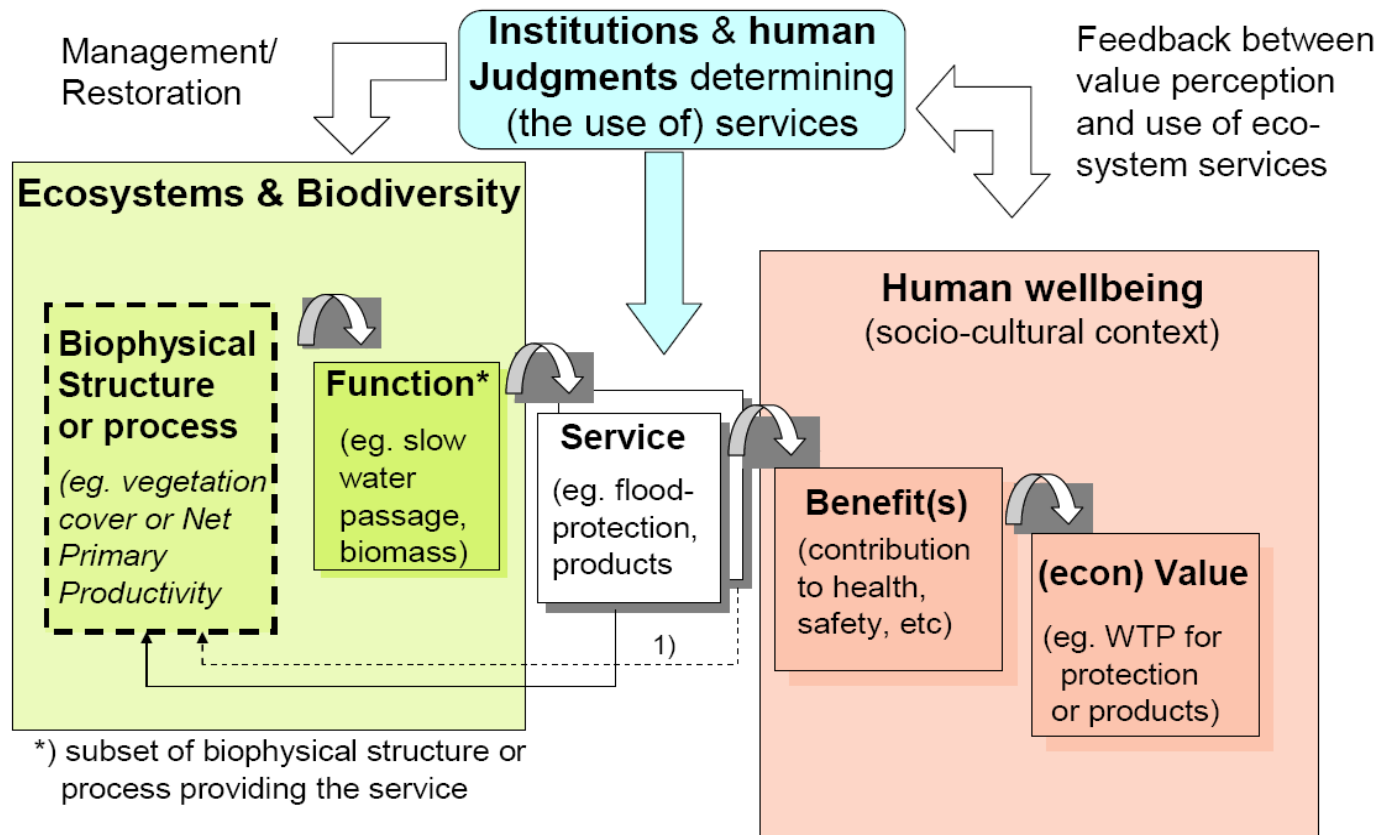 Management/
Restoration
Institutions & human
Judgments determining
(the use of) services
Feedback between
value perception
and use of eco-
system services
Ecosystems & Biodiversity
Biophysical
Structure
or process
(eg. vegetation
cover or Net
Primary
Productivity
Function*
(eg. slow
water
passage,
biomass)
Service
(eg. flood-
protection,
products
1)
Human wellbeing
(socio-cultural context)
Benefit(s)
(contribution
to health,
safety, etc)
(econ) Value
(eg. WTP for
protection
or products)
*) subset of biophysical structure or
process providing the service